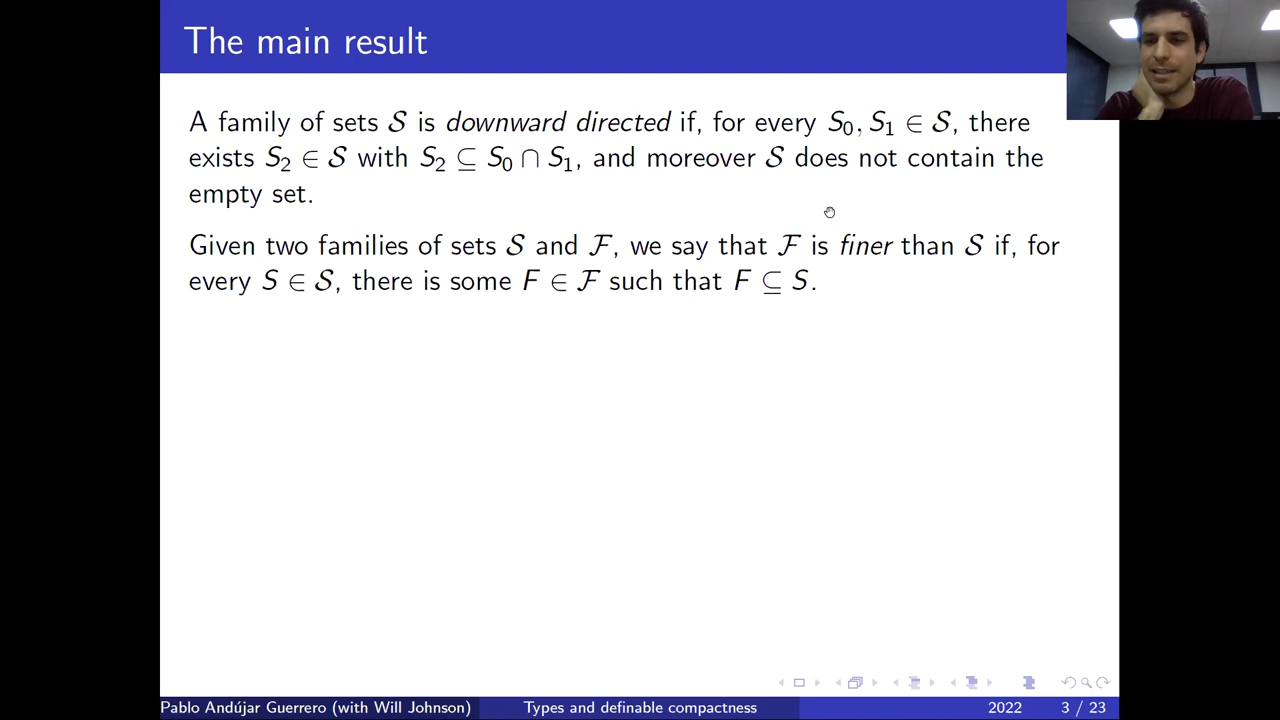 The main result
A family of sets 𝒮 is downward directed if, for every S₀, S₁ ∈ 𝒮, there
exists S₂ ∈ 𝒮 with S₂ ⊆ S₀ ∩ S₁, and moreover 𝒮 does not contain the
empty set.
Given two families of sets 𝒮 and ℱ, we say that ℱ is finer than 𝒮 if, for
every S ∈ 𝒮, there is some F ∈ ℱ such that F ⊆ S.
Pablo Andújar Guerrero (with Will Johnson) Types and definable compactness 2022 3 / 23